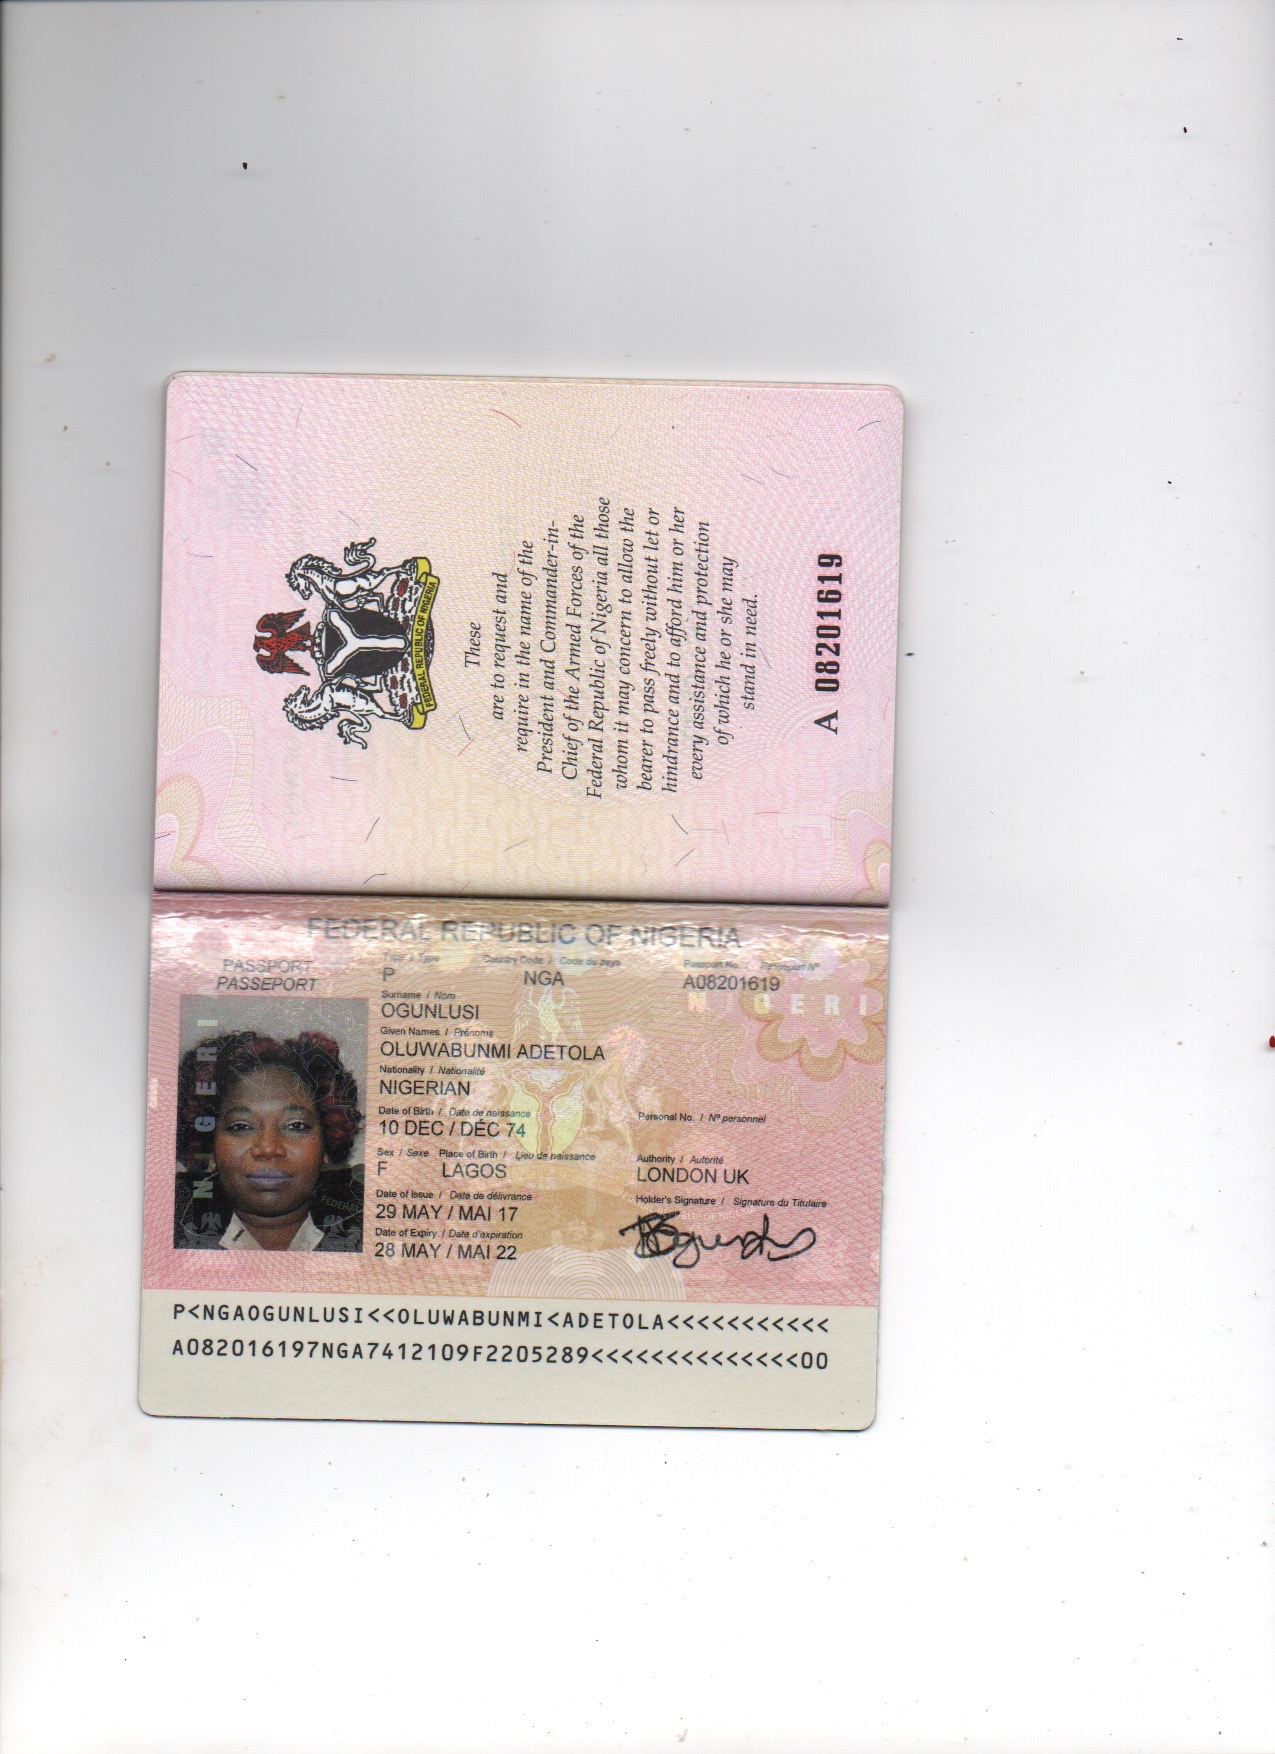 FEDERAL REPUBLIC OF NIGERIA
These
are to request and
require in the name of the
President and Commander-in-
Chief of the Armed Forces of the
Federal Republic of Nigeria all those
whom it may concern to allow the
bearer to pass freely without let or
hindrance and to afford him or her
every assistance and protection
of which he or she may
stand in need.
A 08201619
FEDERAL REPUBLIC OF NIGERIA
PASSPORT
PASSEPORT
Type / Type Country Code / Code du pays Passport No. / Passeport N°
P NGA A08201619
NIGERI
Surname / Nom
OGUNLUSI
Given Names / Prénoms
OLUWABUNMI ADETOLA
Nationality / Nationalité
NIGERIAN
Date of Birth / Date de naissance Personal No. / Nº personnel
10 DEC / DÉC 74
Sex / Sexe Place of Birth / Lieu de naissance Authority / Autorité
F LAGOS LONDON UK
Date of Issue / Date de délivrance Holder's Signature / Signature du Titulaire
29 MAY / MAI 17
Date of Expiry / Date d'expiration
28 MAY / MAI 22
NIGERI
FEDERAL
P<NGAOGUNLUSI<<OLUWABUNMI<ADETOLA<<<<<<<<<<<
A082016197NGA7412109F2205289<<<<<<<<<<<<<<00